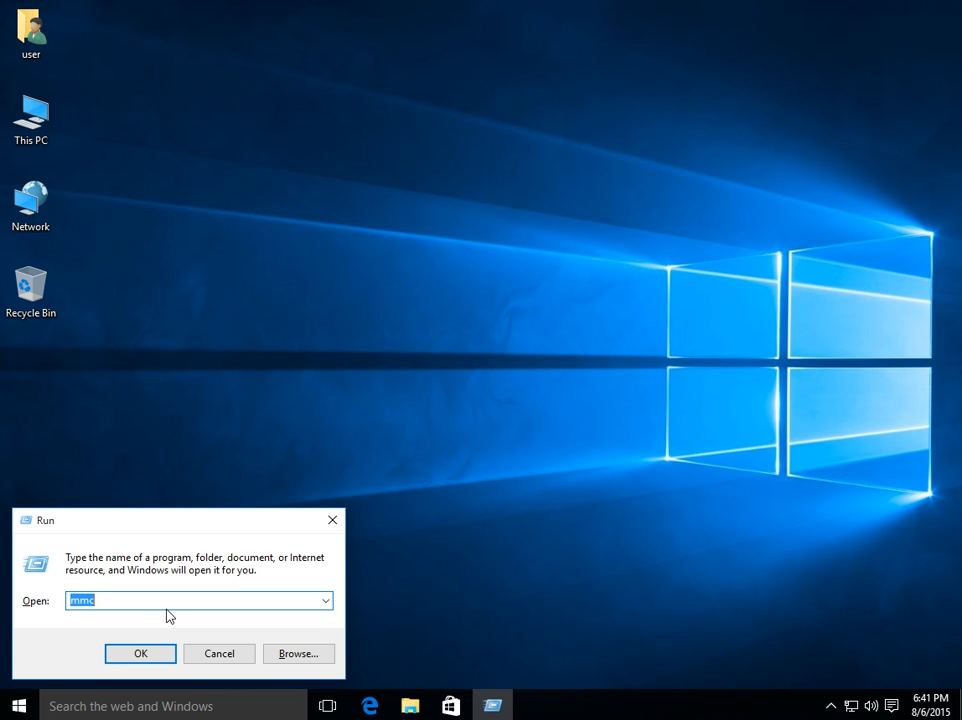 user
This PC
Network
Recycle Bin
Run
Type the name of a program, folder, document, or Internet
resource, and Windows will open it for you.
Open:
mmc
OK
Cancel
Browse...
Search the web and Windows
6:41 PM
8/6/2015